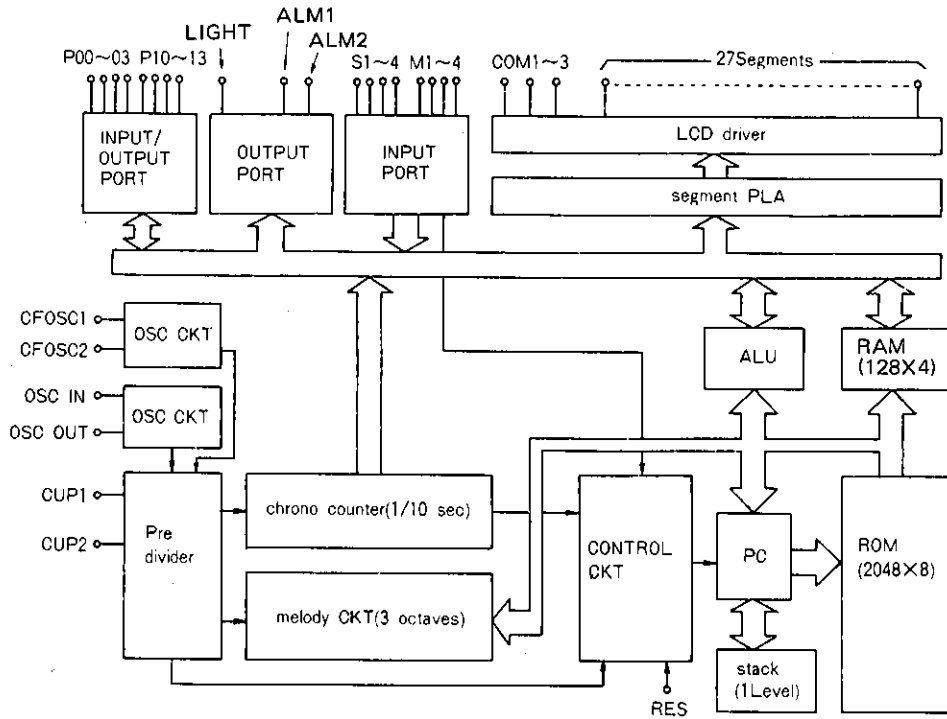 LIGHT
ALM1
ALM2
P00~03 P10~13
S1~4 M1~4
COM1~3
27Segments
INPUT/
OUTPUT
PORT
OUTPUT
PORT
INPUT
PORT
LCD driver
segment PLA
CFOSC1
CFOSC2
OSC CKT
OSC IN
OSC OUT
OSC CKT
ALU
RAM
(128X4)
CUP1
CUP2
Pre
divider
chrono counter(1/10 sec)
melody CKT(3 octaves)
CONTROL
CKT
PC
ROM
(2048X8)
stack
(1Level)
RES